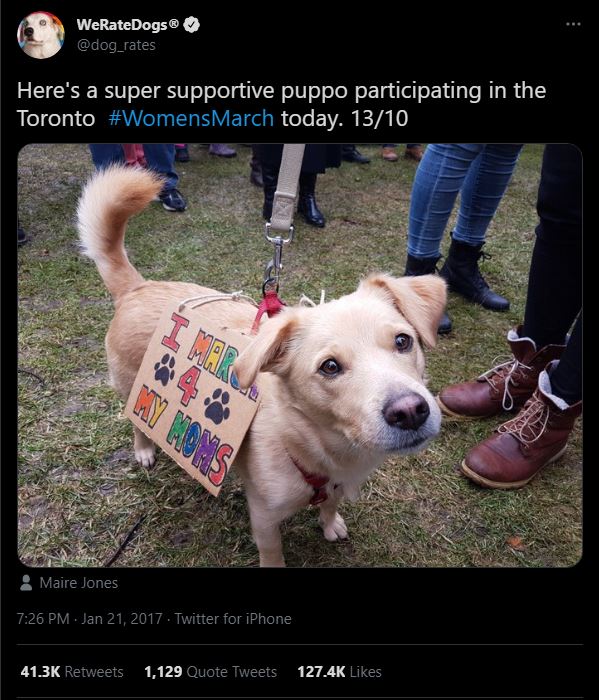 WeRateDogs®
@dog_rates
Here's a super supportive puppo participating in the
Toronto #WomensMarch today. 13/10
I MAR
4
MY MOMS
Maire Jones
7:26 PM · Jan 21, 2017 · Twitter for iPhone
41.3K Retweets 1,129 Quote Tweets 127.4K Likes